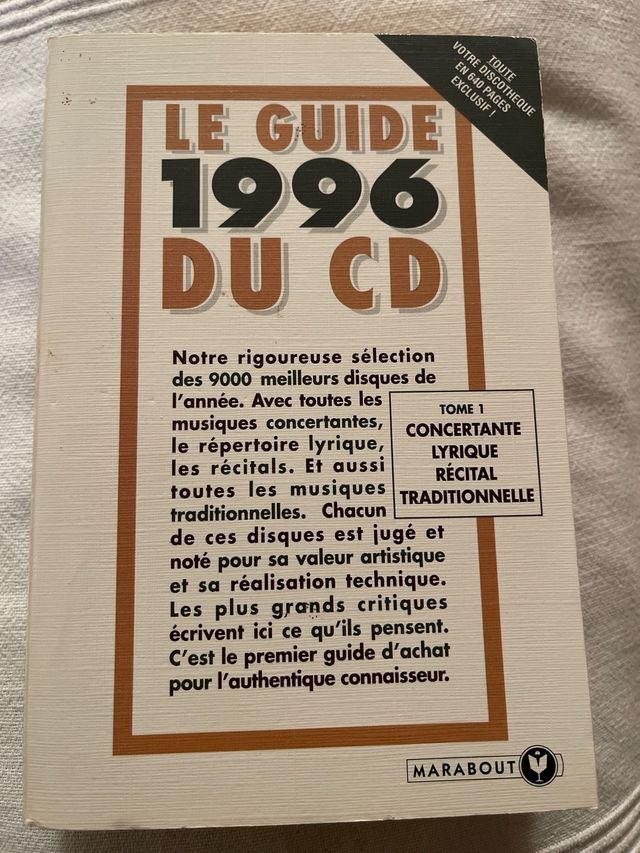 TOUTE
VOTRE DISCOTHEQUE
EN 640 PAGES
EXCLUSIF !
LE GUIDE
1996
DU CD
Notre rigoureuse sélection
des 9000 meilleurs disques de
l'année. Avec toutes les
musiques concertantes,
le répertoire lyrique,
les récitals. Et aussi
toutes les musiques
traditionnelles. Chacun
de ces disques est jugé et
noté pour sa valeur artistique
et sa réalisation technique.
Les plus grands critiques
écrivent ici ce qu'ils pensent.
C'est le premier guide d'achat
pour l'authentique connaisseur.
TOME 1
CONCERTANTE
LYRIQUE
RÉCITAL
TRADITIONNELLE
MARABOUT